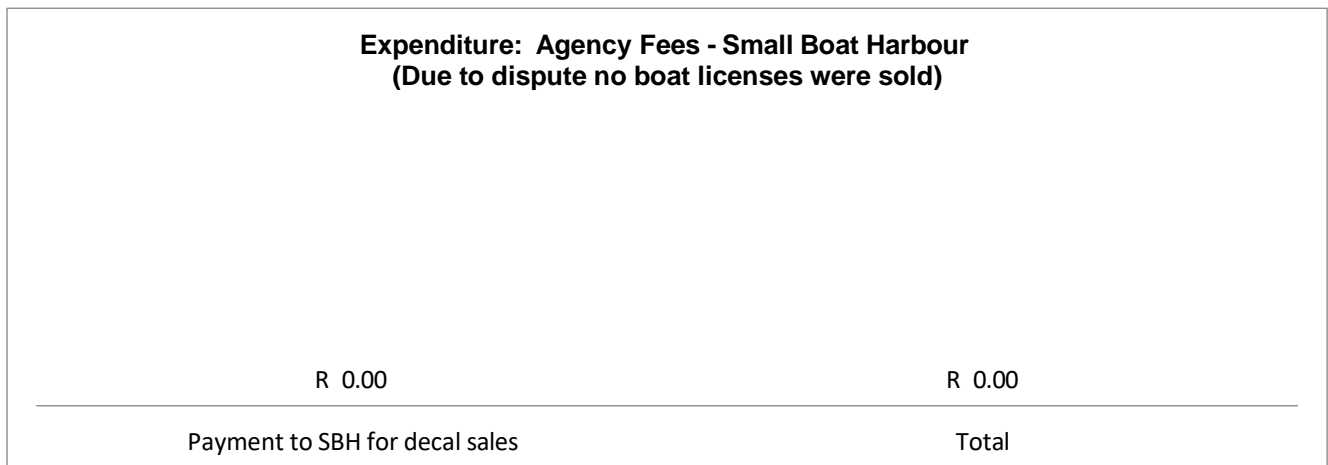 Expenditure:  Agency Fees - Small Boat Harbour
(Due to dispute no boat licenses were sold)
R  0.00
R  0.00
Payment to SBH for decal sales
Total